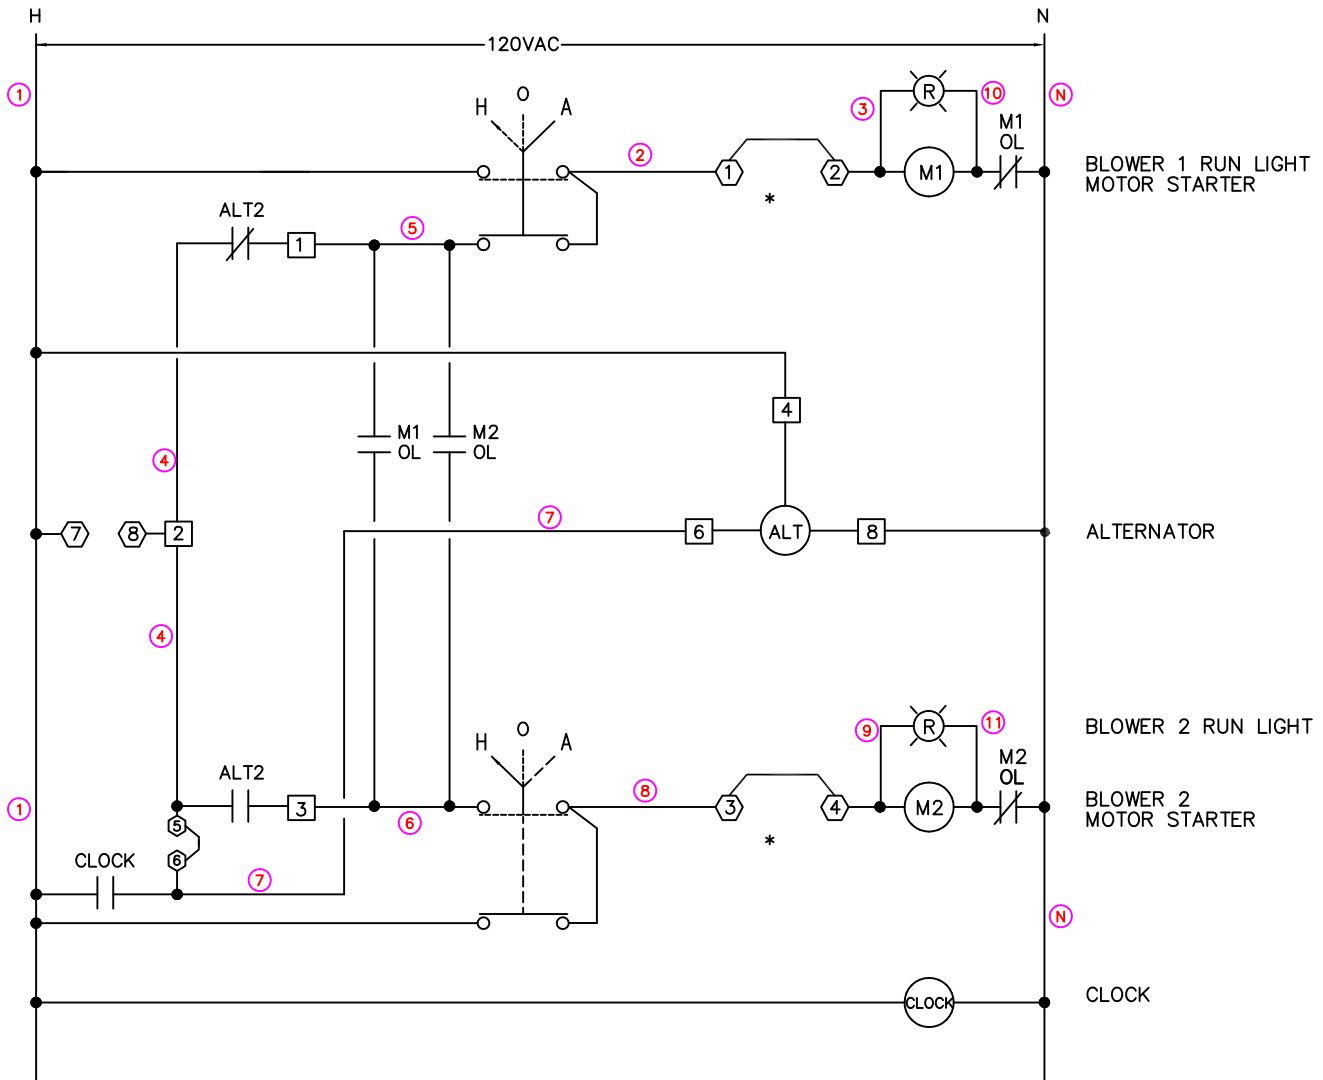 H N
120VAC
1 H O A 3 R 10 N
M1
OL
2 1 2 M1
*
BLOWER 1 RUN LIGHT
MOTOR STARTER
ALT2
1 5
4
M1
OL
M2
OL
4
7 8 2 7 6 ALT 8 ALTERNATOR
4
H O A 9 R 11 BLOWER 2 RUN LIGHT
M2
OL
ALT2
1 3 6 8 3 4 M2
*
BLOWER 2
MOTOR STARTER
5
6
CLOCK
7
N
CLOCK CLOCK